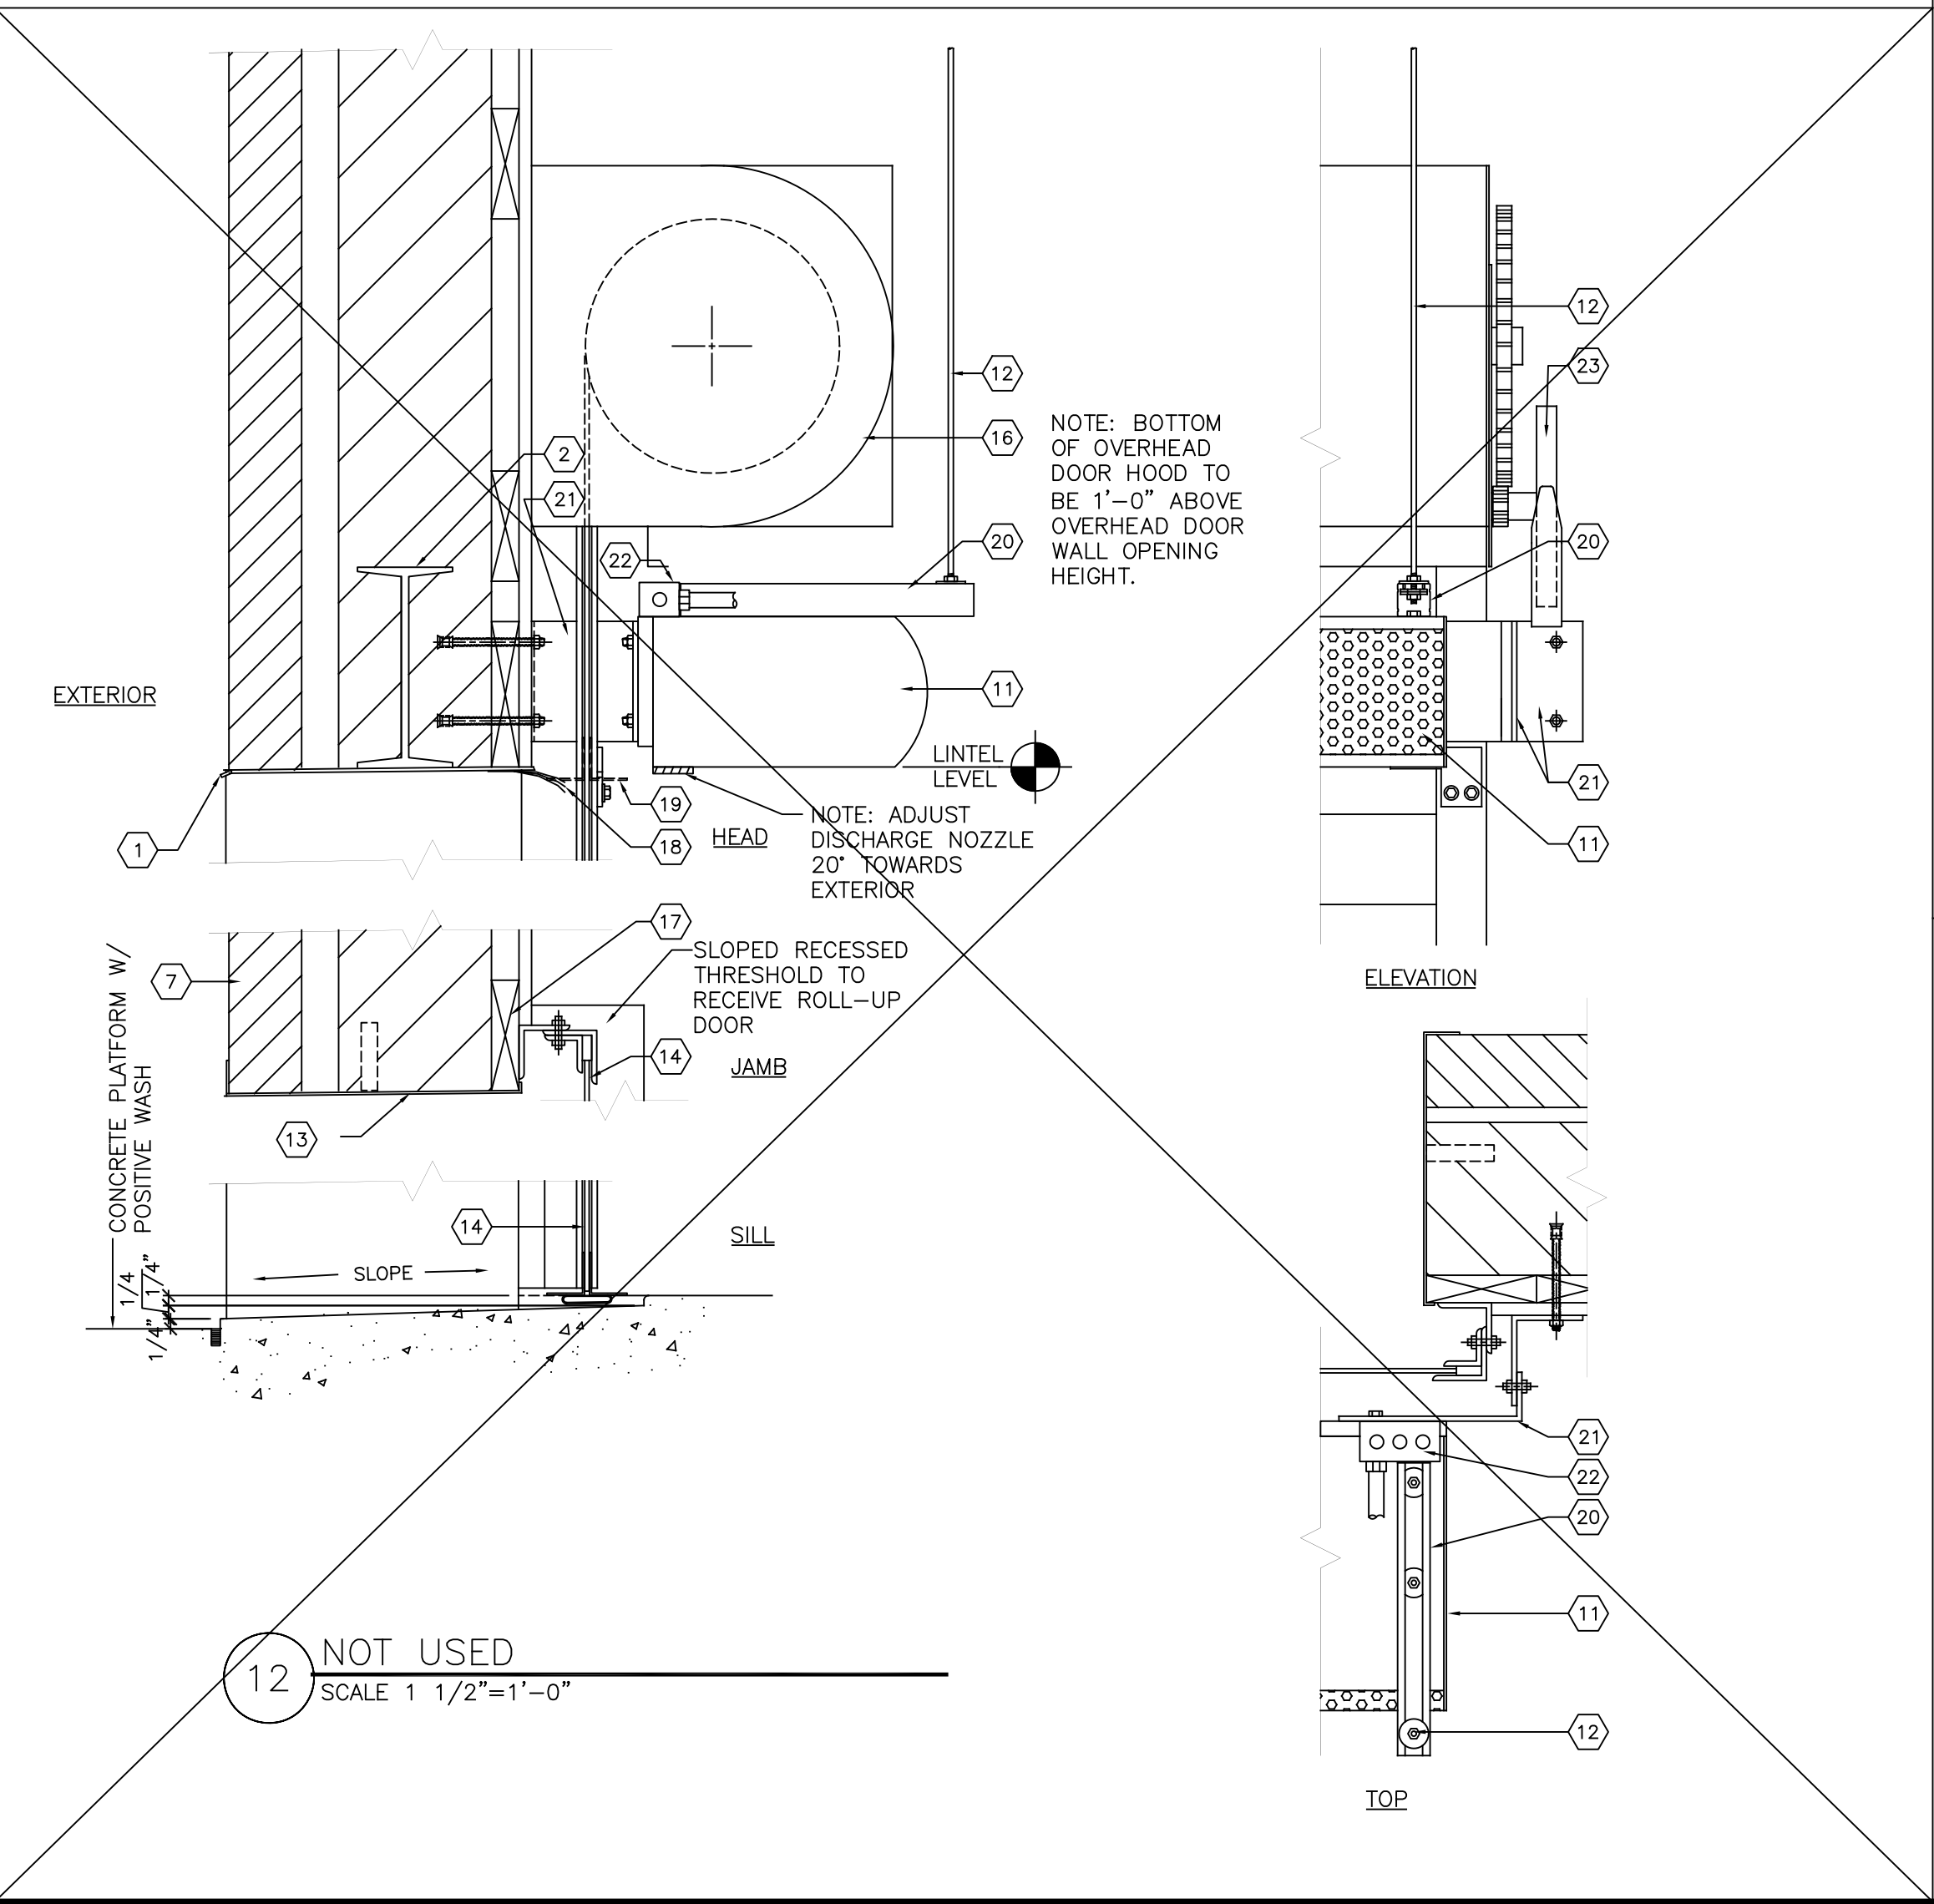 12
23
12
16
NOTE: BOTTOM
OF OVERHEAD
DOOR HOOD TO
BE 1'-0" ABOVE
OVERHEAD DOOR
WALL OPENING
HEIGHT.
2
21
22
20
20
EXTERIOR
11
LINTEL
LEVEL
21
19
18
1
HEAD
NOTE: ADJUST
DISCHARGE NOZZLE
20° TOWARDS
EXTERIOR
11
17
7
SLOPED RECESSED
THRESHOLD TO
RECEIVE ROLL-UP
DOOR
14
JAMB
13
ELEVATION
CONCRETE PLATFORM W/
POSITIVE WASH
14
SILL
SLOPE
1/4
1/4"
1/4"
21
22
20
11
12
12
NOT USED
SCALE 1 1/2"=1'-0"
TOP